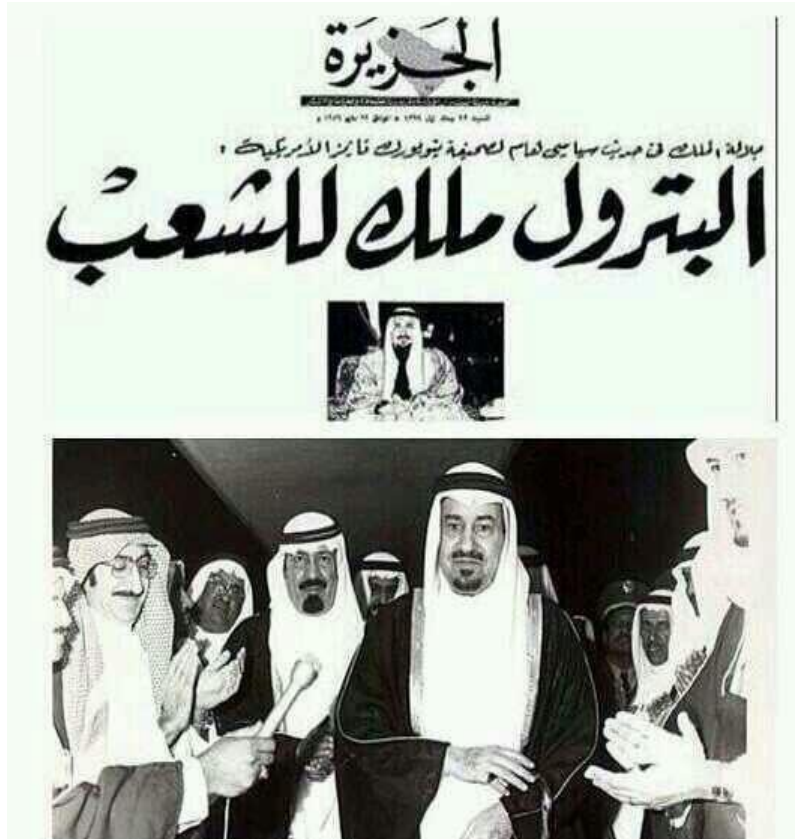 الجزيرة
جلالة الملك في حديث سياسي هام لصحيفة نيويورك تايمز الأمريكية :
البترول ملك للشعب